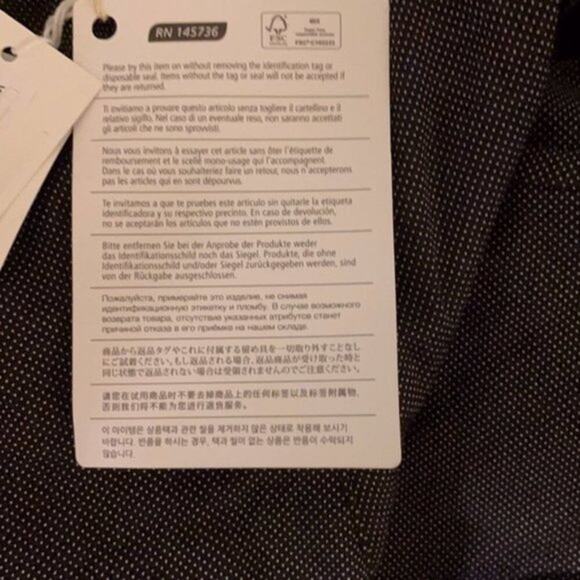 RN 145736
FSC
MIX
Please try this item on without removing the identification tag or
disposable seal. Items without the tag or seal will not be accepted if
they are returned.
Ti invitiamo a provare questo articolo senza togliere il cartellino e il
relativo sigillo. Nel caso di un eventuale reso, non saranno accettati
gli articoli che ne sono sprovvisti.
Nous vous invitons à essayer cet article sans ôter l'étiquette de
remboursement et le scellé mono-usage qui l'accompagnent.
Dans le cas où vous souhaiteriez faire un retour, nous n'accepterons
pas les articles qui en sont dépourvus.
Te invitamos a que te pruebes este artículo sin quitarle la etiqueta
identificadora y su respectivo precinto. En caso de devolución,
no se aceptarán los artículos que no estén provistos de ellos.
Bitte entfernen Sie bei der Anprobe der Produkte weder
das Identifikationsschild noch das Siegel. Produkte, die ohne
Identifikationsschild und/oder Siegel zurückgegeben werden, sind
von der Rückgabe ausgeschlossen.
Пожалуйста, примеряйте это изделие, не снимая
идентификационную этикетку и пломбу. В случае возможного
возврата товара, отсутствие указанных атрибутов станет
причиной отказа в его приёмке на нашем складе.
商品から返品タグやこれに付属する留め具を一切取り外すことなし
にご試着ください。もし返品される場合、返品商品が受け取った時と
同じ状態で返品されない場合は受領されませんのでご注意ください。
请您在试用商品时不要去掉商品上的任何标签以及标签附属物,
否则我们将不能为您进行退货服务。
이 아이템은 상품택과 관련 씰을 제거하지 않은 상태로 착용해 보시기
바랍니다. 반품을 하시는 경우, 택과 씰이 없는 상품은 반품이 수락되지
않습니다.